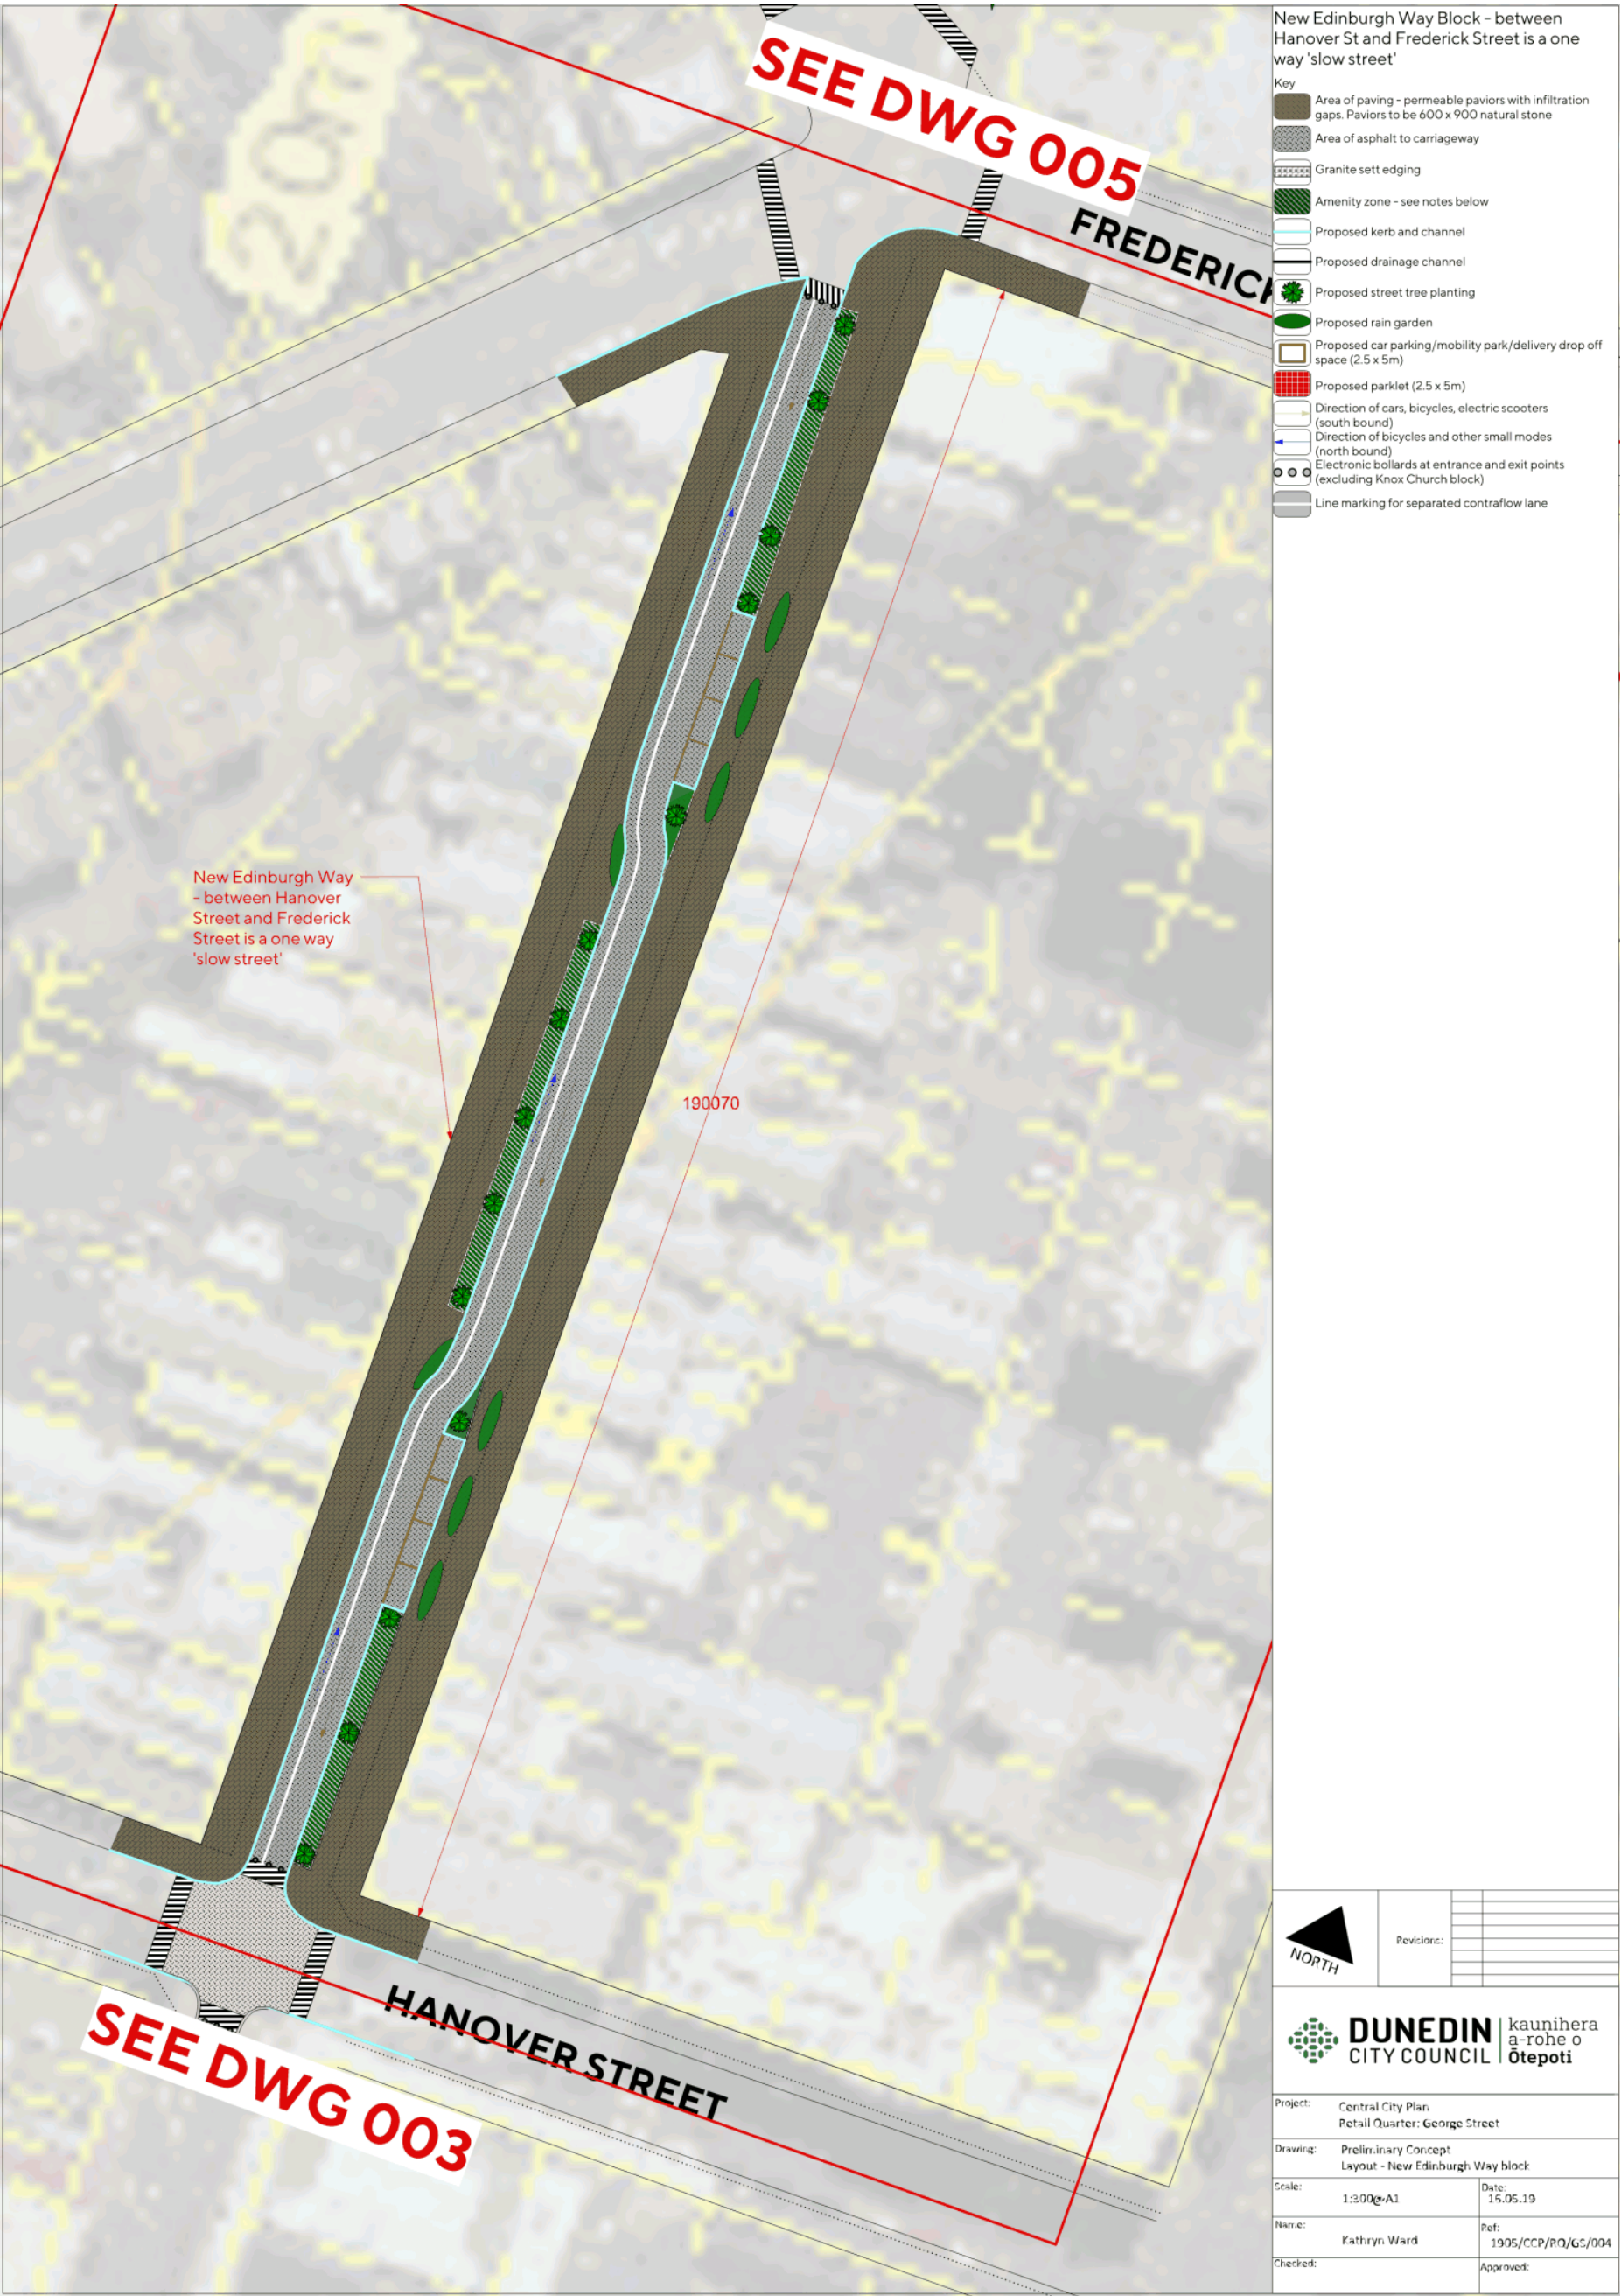 New Edinburgh Way Block - between
Hanover St and Frederick Street is a one
way 'slow street'
Key
Area of paving - permeable paviors with infiltration
gaps. Paviors to be 600 x 900 natural stone
Area of asphalt to carriageway
Granite sett edging
Amenity zone - see notes below
Proposed kerb and channel
Proposed drainage channel
Proposed street tree planting
Proposed rain garden
Proposed car parking/mobility park/delivery drop off
space (2.5 x 5m)
Proposed parklet (2.5 x 5m)
Direction of cars, bicycles, electric scooters
(south bound)
Direction of bicycles and other small modes
(north bound)
Electronic bollards at entrance and exit points
(excluding Knox Church block)
Line marking for separated contraflow lane
20m
SEE DWG 005
FREDERICK
New Edinburgh Way
- between Hanover
Street and Frederick
Street is a one way
'slow street'
190070
HANOVER STREET
SEE DWG 003
NORTH
Revisions:
DUNEDIN
CITY COUNCIL
kaunihera
a-rohe o
Ōtepoti
Project:
Central City Plan
Retail Quarter: George Street
Drawing:
Preliminary Concept
Layout - New Edinburgh Way block
Scale:
1:300@A1
Date:
16.05.19
Name:
Kathryn Ward
Ref:
1905/CCP/RQ/GS/004
Checked:
Approved: